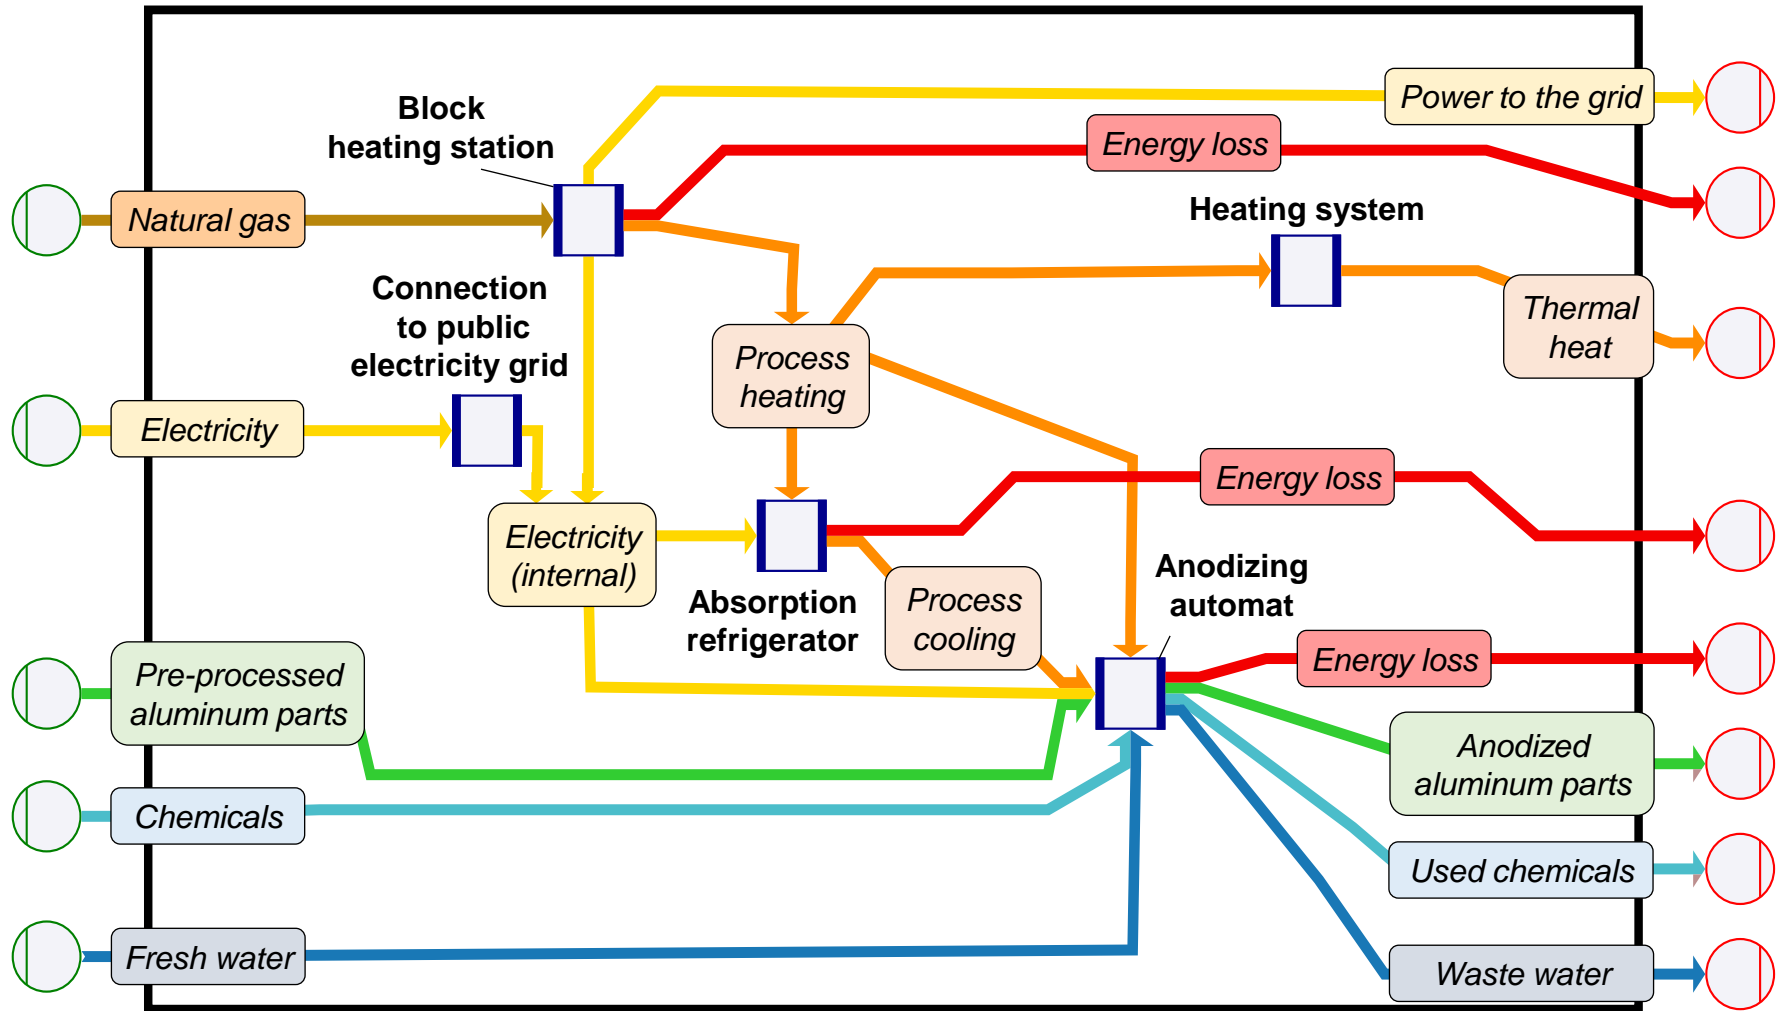 Power to the grid
Block
heating station
Energy loss
Natural gas
Heating system
Connection
to public
electricity grid
Thermal
heat
Process
heating
Electricity
Energy loss
Electricity
(internal)
Absorption
refrigerator
Process
cooling
Anodizing
automat
Energy loss
Pre-processed
aluminum parts
Anodized
aluminum parts
Chemicals
Used chemicals
Fresh water
Waste water